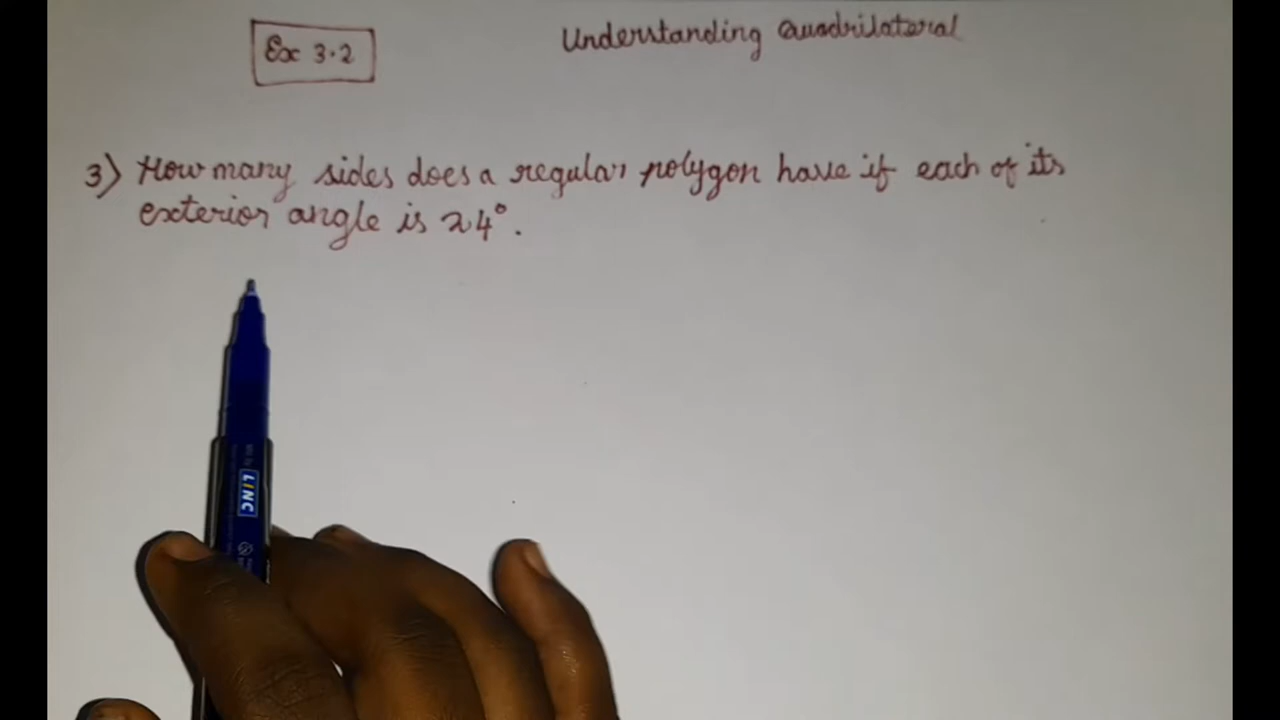 Ex 3.2
Understanding Quadrilateral
3) How many sides does a regular polygon have if each of its
exterior angle is 24°.
LINC